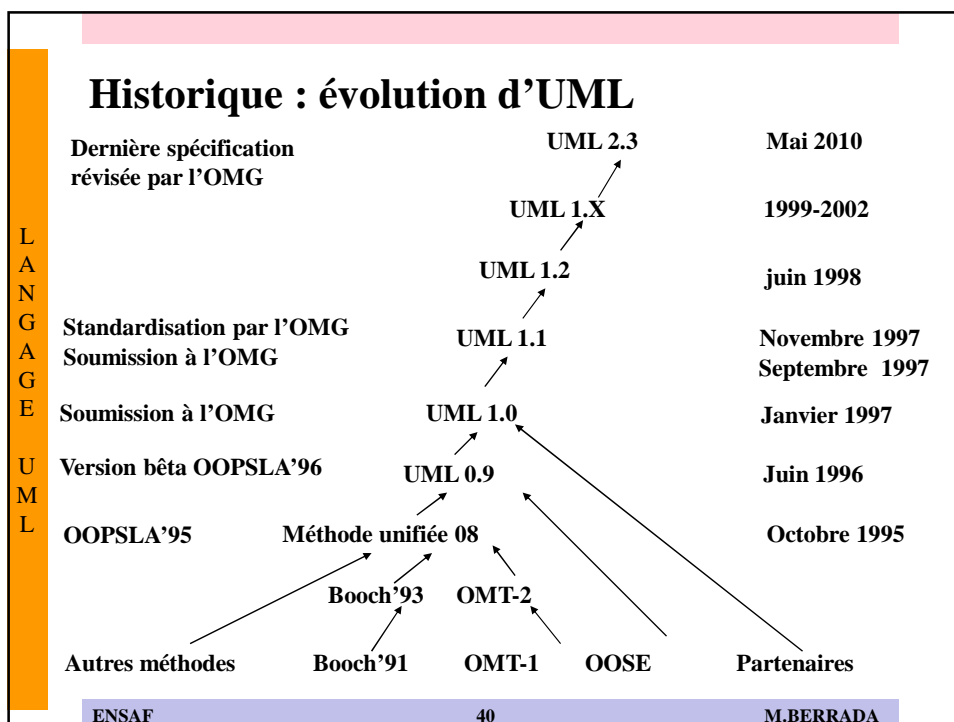 Historique : évolution d’UML
Dernière spécification UML 2.3 Mai 2010
révisée par l’OMG
UML 1.X 1999-2002
UML 1.2 juin 1998
Standardisation par l’OMG UML 1.1 Novembre 1997
Soumission à l’OMG Septembre 1997
Soumission à l’OMG UML 1.0 Janvier 1997
Version bêta OOPSLA’96 UML 0.9 Juin 1996
OOPSLA’95 Méthode unifiée 08 Octobre 1995
Booch’93 OMT-2
Autres méthodes Booch’91 OMT-1 OOSE Partenaires
LANGAGE UML
ENSAF 40 M.BERRADA